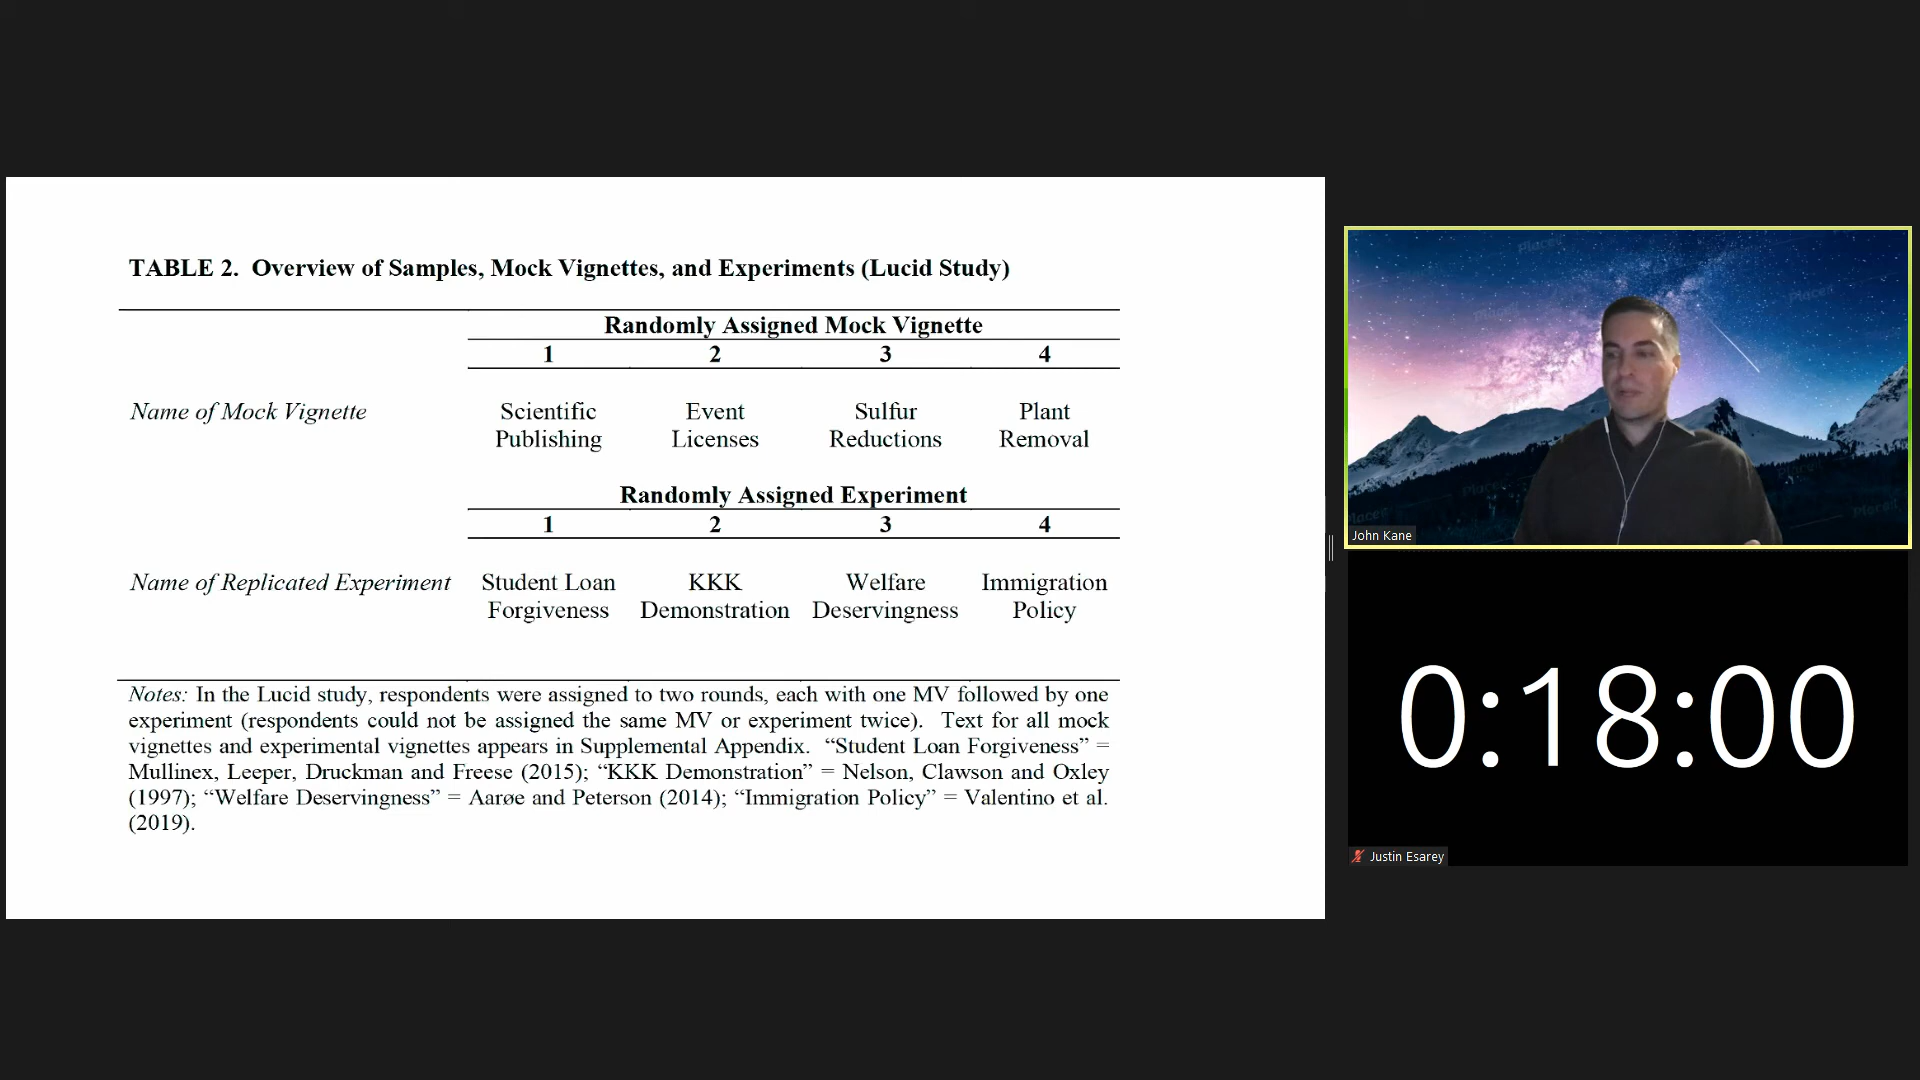 TABLE 2. Overview of Samples, Mock Vignettes, and Experiments (Lucid Study)
Randomly Assigned Mock Vignette
1 2 3 4
Name of Mock Vignette
Scientific Publishing
Event Licenses
Sulfur Reductions
Plant Removal
Randomly Assigned Experiment
1 2 3 4
Name of Replicated Experiment
Student Loan Forgiveness
KKK Demonstration
Welfare Deservingness
Immigration Policy
Notes: In the Lucid study, respondents were assigned to two rounds, each with one MV followed by one
experiment (respondents could not be assigned the same MV or experiment twice). Text for all mock
vignettes and experimental vignettes appears in Supplemental Appendix. “Student Loan Forgiveness” =
Mullinex, Leeper, Druckman and Freese (2015); “KKK Demonstration” = Nelson, Clawson and Oxley
(1997); “Welfare Deservingness” = Aarøe and Peterson (2014); “Immigration Policy” = Valentino et al.
(2019).
Placeit
Placeit
John Kane
0:18:00
Justin Esarey